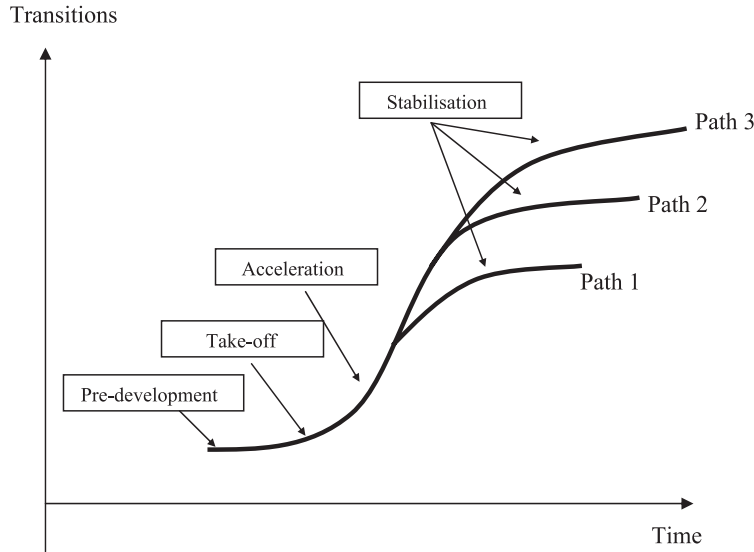 Transitions
Stabilisation
Path 3
Path 2
Acceleration
Path 1
Take-off
Pre-development
Time